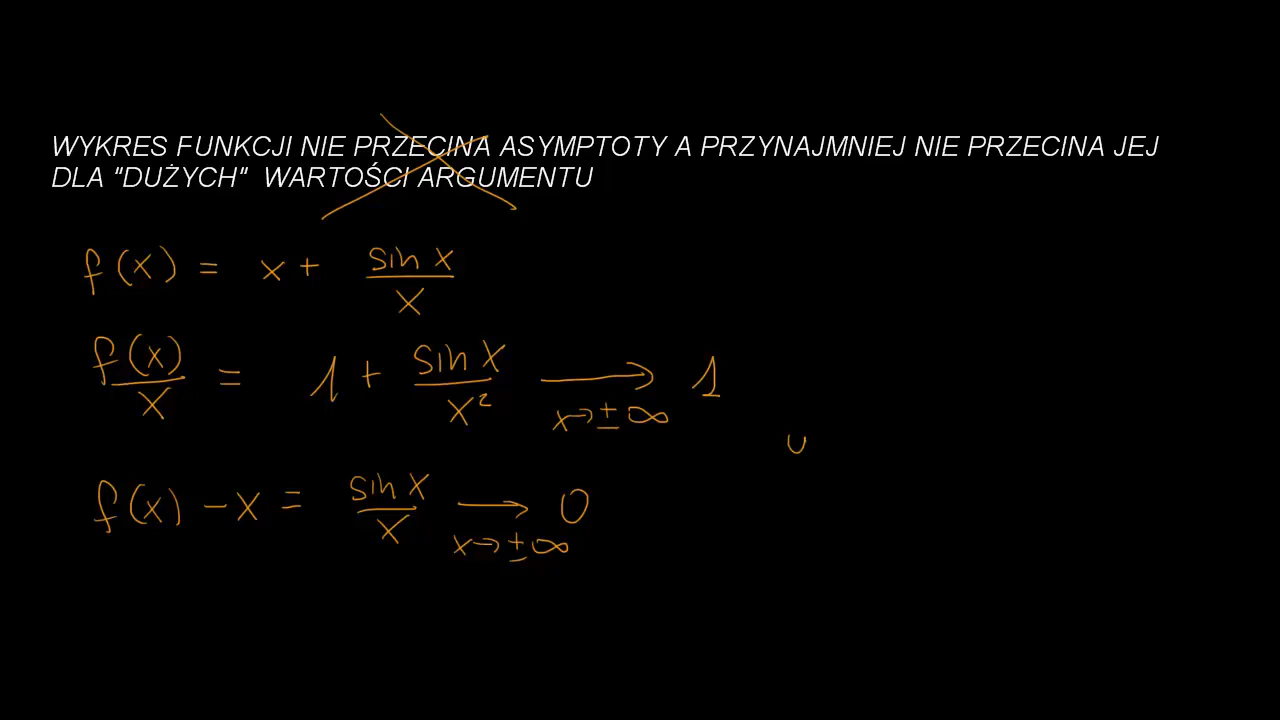 WYKRES FUNKCJI NIE PRZECINA ASYMPTOTY A PRZYNAJMNIEJ NIE PRZECINA JEJ
DLA "DUŻYCH" WARTOŚCI ARGUMENTU
f(x) = x + sin x / x
f(x) / x = 1 + sin x / x² → 1 x→±∞
u
f(x) - x = sin x / x → 0 x→±∞